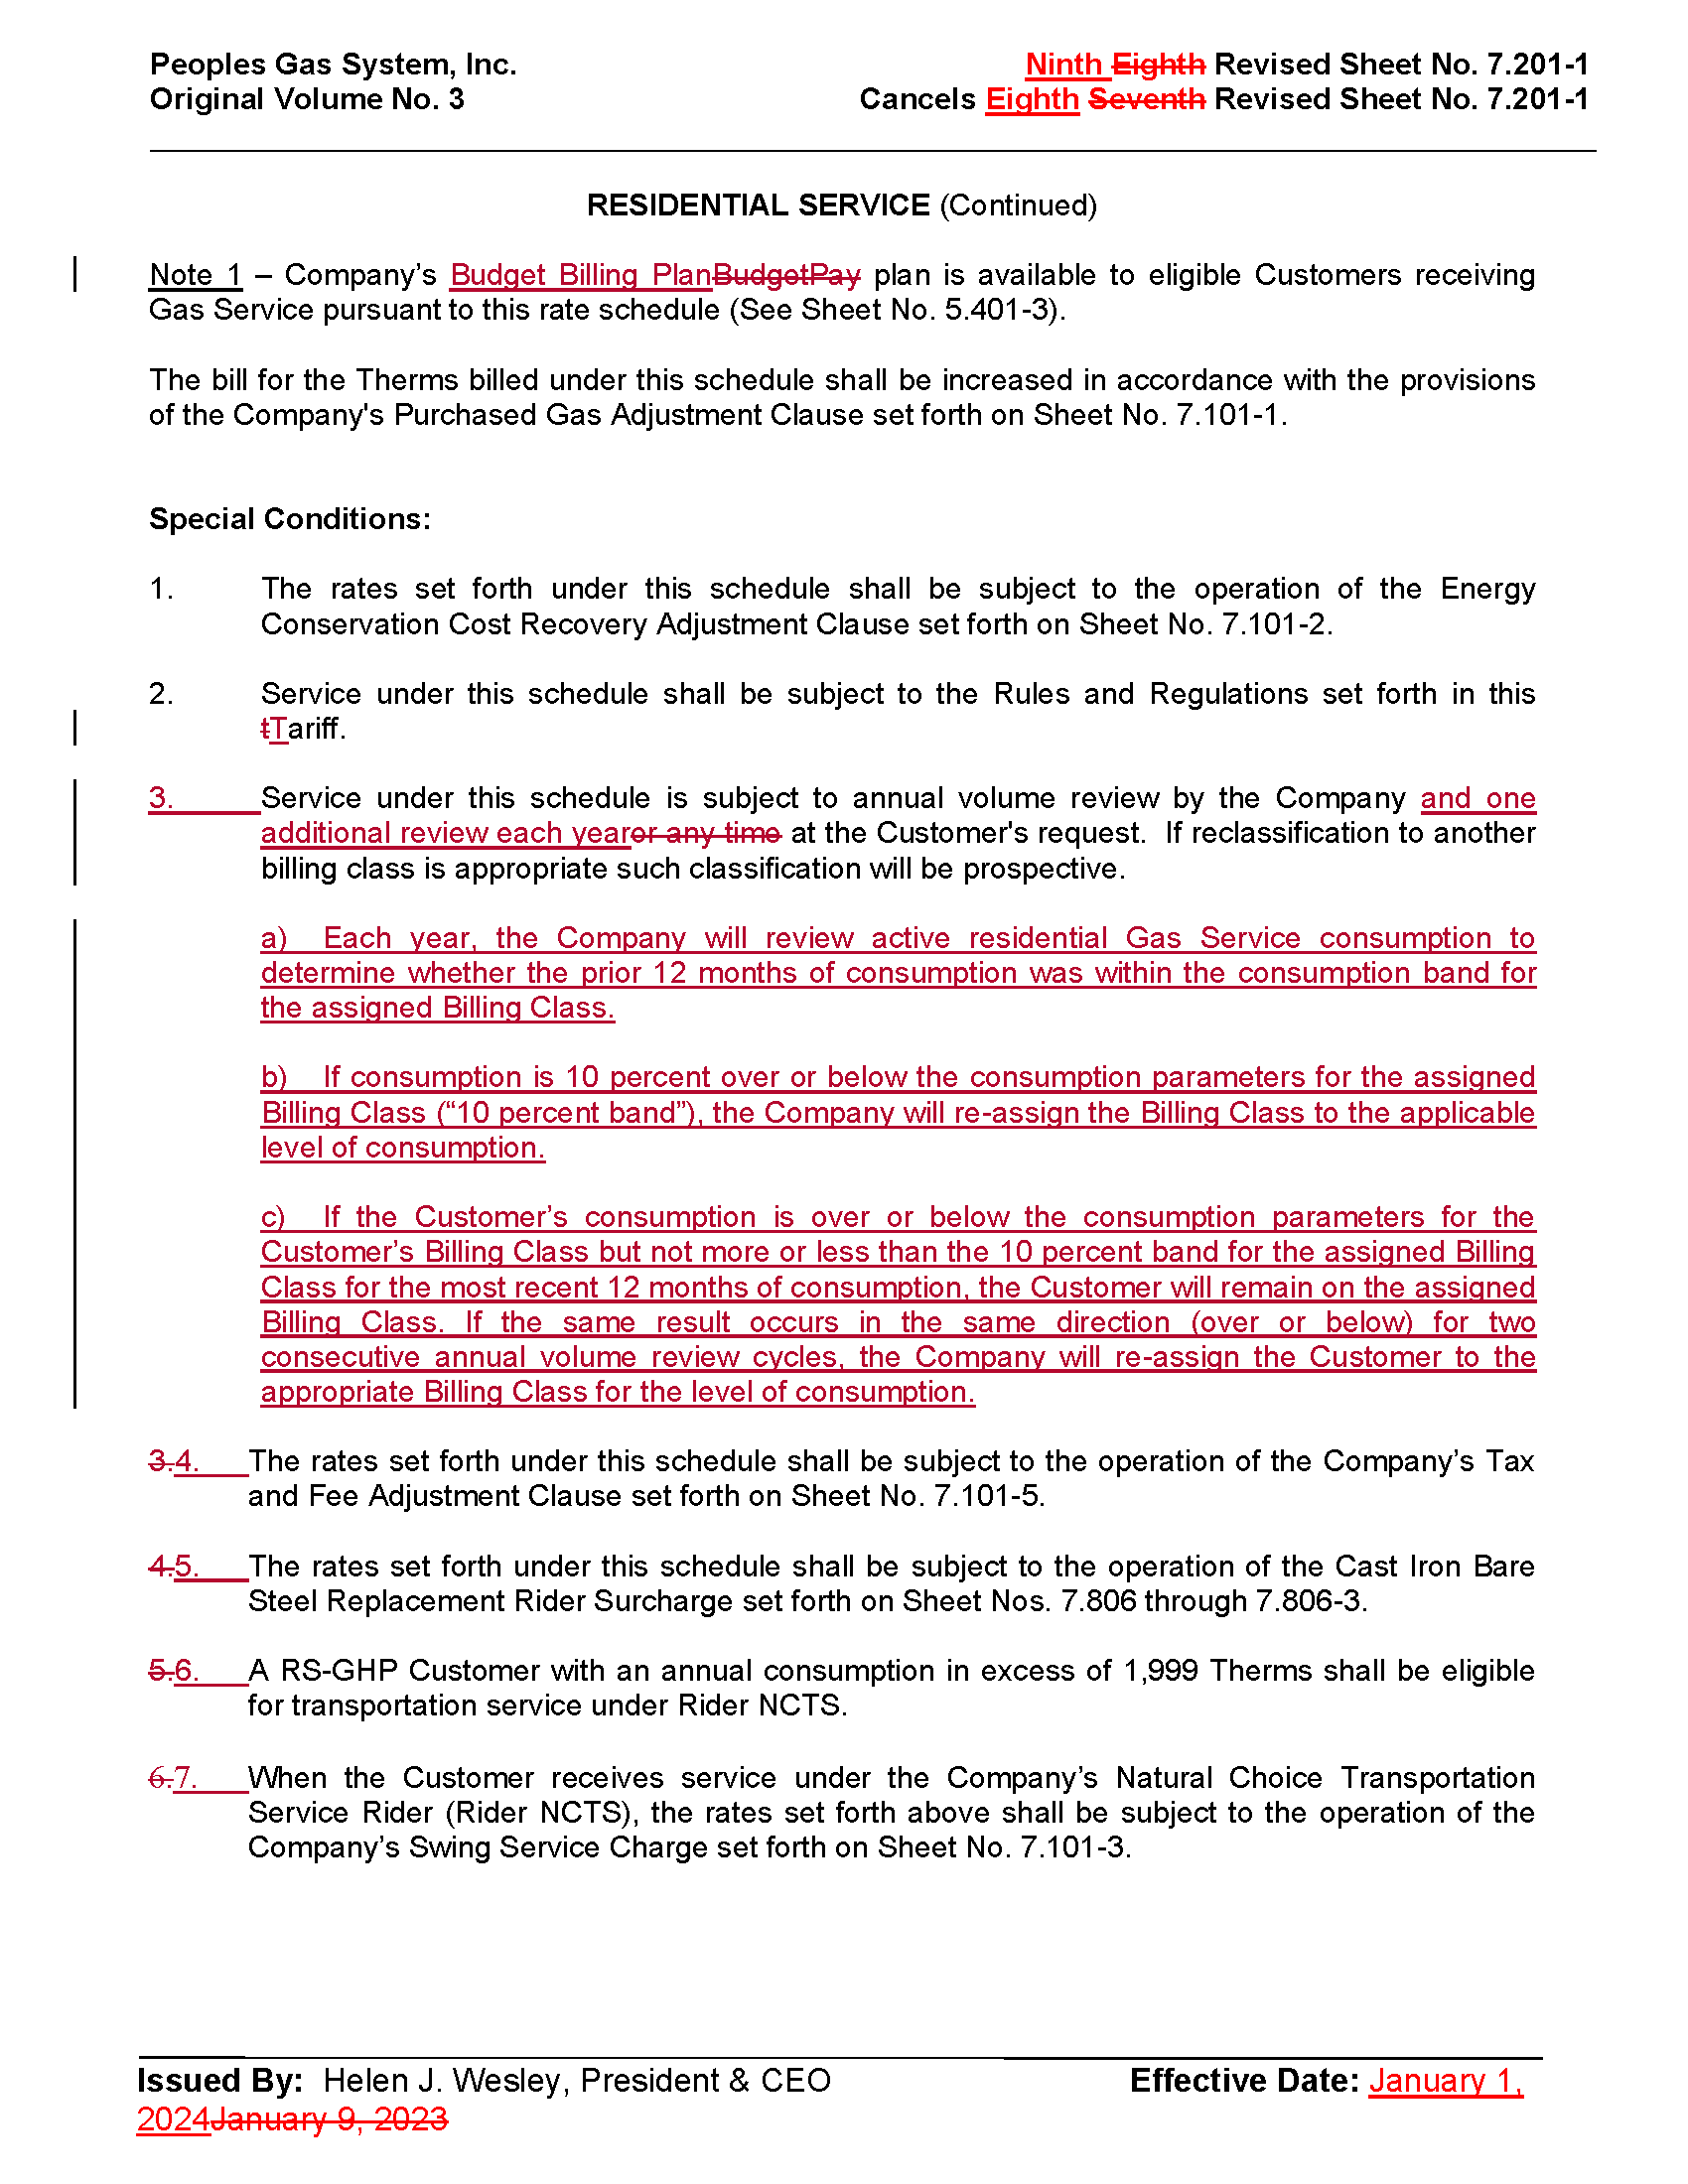 Peoples Gas System, Inc. Ninth Eighth Revised Sheet No. 7.201-1
Original Volume No. 3 Cancels Eighth Seventh Revised Sheet No. 7.201-1
RESIDENTIAL SERVICE (Continued)
Note 1 – Company’s Budget Billing PlanBudgetPay plan is available to eligible Customers receiving
Gas Service pursuant to this rate schedule (See Sheet No. 5.401-3).
The bill for the Therms billed under this schedule shall be increased in accordance with the provisions
of the Company's Purchased Gas Adjustment Clause set forth on Sheet No. 7.101-1.
Special Conditions:
1. The rates set forth under this schedule shall be subject to the operation of the Energy
Conservation Cost Recovery Adjustment Clause set forth on Sheet No. 7.101-2.
2. Service under this schedule shall be subject to the Rules and Regulations set forth in this
tTariff.
3. Service under this schedule is subject to annual volume review by the Company and one
additional review each yearor any time at the Customer's request. If reclassification to another
billing class is appropriate such classification will be prospective.
a) Each year, the Company will review active residential Gas Service consumption to
determine whether the prior 12 months of consumption was within the consumption band for
the assigned Billing Class.
b) If consumption is 10 percent over or below the consumption parameters for the assigned
Billing Class (“10 percent band”), the Company will re-assign the Billing Class to the applicable
level of consumption.
c) If the Customer’s consumption is over or below the consumption parameters for the
Customer’s Billing Class but not more or less than the 10 percent band for the assigned Billing
Class for the most recent 12 months of consumption, the Customer will remain on the assigned
Billing Class. If the same result occurs in the same direction (over or below) for two
consecutive annual volume review cycles, the Company will re-assign the Customer to the
appropriate Billing Class for the level of consumption.
3.4. The rates set forth under this schedule shall be subject to the operation of the Company’s Tax
and Fee Adjustment Clause set forth on Sheet No. 7.101-5.
4.5. The rates set forth under this schedule shall be subject to the operation of the Cast Iron Bare
Steel Replacement Rider Surcharge set forth on Sheet Nos. 7.806 through 7.806-3.
5.6. A RS-GHP Customer with an annual consumption in excess of 1,999 Therms shall be eligible
for transportation service under Rider NCTS.
6.7. When the Customer receives service under the Company’s Natural Choice Transportation
Service Rider (Rider NCTS), the rates set forth above shall be subject to the operation of the
Company’s Swing Service Charge set forth on Sheet No. 7.101-3.
Issued By: Helen J. Wesley, President & CEO Effective Date: January 1,
2024January 9, 2023